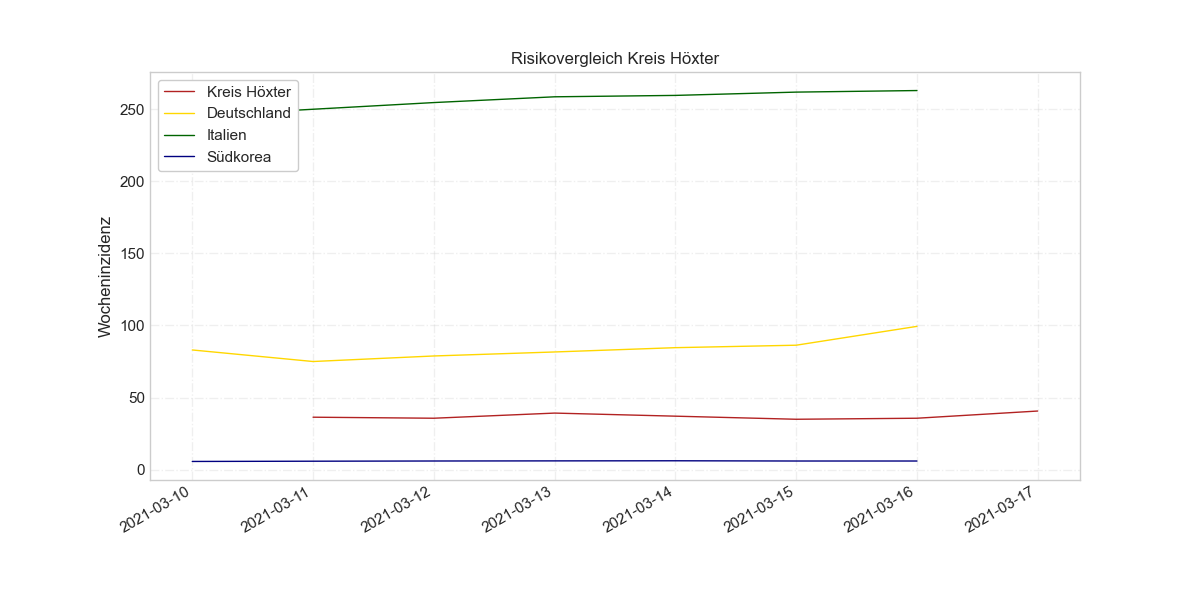 Risikovergleich Kreis Höxter
Kreis Höxter
Deutschland
Italien
Südkorea
Wocheninzidenz
250
200
150
100
50
0
2021-03-10
2021-03-11
2021-03-12
2021-03-13
2021-03-14
2021-03-15
2021-03-16
2021-03-17